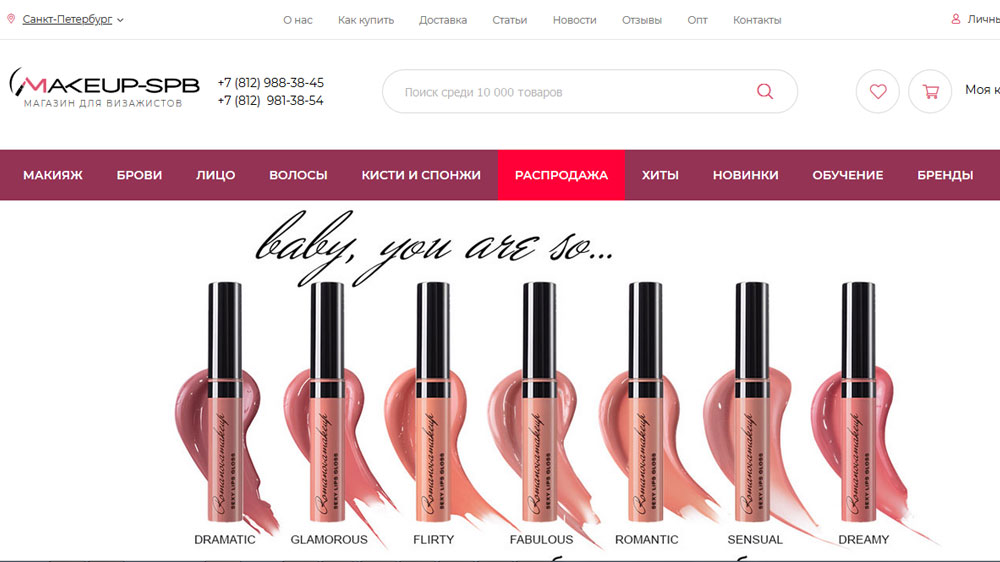 Санкт-Петербург
О нас Как купить Доставка Статьи Новости Отзывы Опт Контакты
MAKEUP-SPB
МАГАЗИН ДЛЯ ВИЗАЖИСТОВ
+7 (812) 988-38-45
+7 (812) 981-38-54
Поиск среди 10 000 товаров
МАКИЯЖ БРОВИ ЛИЦО ВОЛОСЫ КИСТИ И СПОНЖИ РАСПРОДАЖА ХИТЫ НОВИНКИ ОБУЧЕНИЕ БРЕНДЫ
baby, you are so...
Romanovamakeup SEXY LIPS GLOSS
Romanovamakeup SEXY LIPS GLOSS
Romanovamakeup SEXY LIPS GLOSS
Romanovamakeup SEXY LIPS GLOSS
Romanovamakeup SEXY LIPS GLOSS
Romanovamakeup SEXY LIPS GLOSS
Romanovamakeup SEXY LIPS GLOSS
DRAMATIC GLAMOROUS FLIRTY FABULOUS ROMANTIC SENSUAL DREAMY